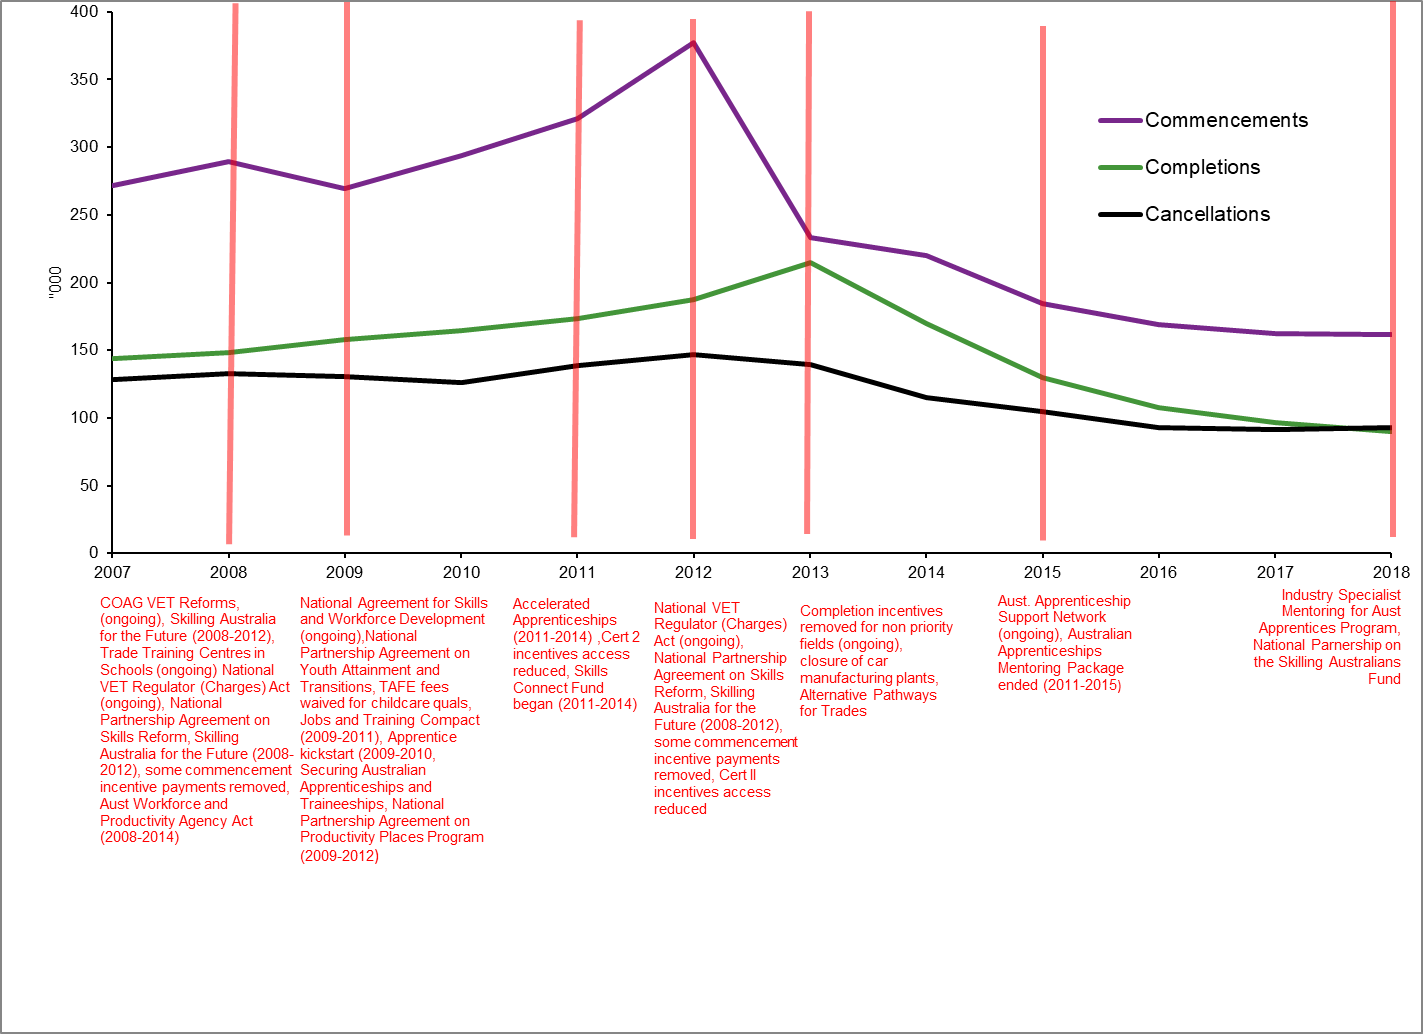 400
350
300
250
200
150
100
50
0
"000
Commencements
Completions
Cancellations
2007 2008 2009 2010 2011 2012 2013 2014 2015 2016 2017 2018
COAG VET Reforms,
(ongoing), Skilling Australia
for the Future (2008-2012),
Trade Training Centres in
Schools (ongoing) National
VET Regulator (Charges) Act
(ongoing), National
Partnership Agreement on
Skills Reform, Skilling
Australia for the Future (2008-
2012), some commencement
incentive payments removed,
Aust Workforce and
Productivity Agency Act
(2008-2014)
National Agreement for Skills
and Workforce Development
(ongoing),National
Partnership Agreement on
Youth Attainment and
Transitions, TAFE fees
waived for childcare quals,
Jobs and Training Compact
(2009-2011), Apprentice
kickstart (2009-2010,
Securing Australian
Apprenticeships and
Traineeships, National
Partnership Agreement on
Productivity Places Program
(2009-2012)
Accelerated
Apprenticeships
(2011-2014) ,Cert 2
incentives access
reduced, Skills
Connect Fund
began (2011-2014)
National VET
Regulator (Charges)
Act (ongoing),
National Partnership
Agreement on Skills
Reform, Skilling
Australia for the
Future (2008-2012),
some commencement
incentive payments
removed, Cert II
incentives access
reduced
Completion incentives
removed for non priority
fields (ongoing),
closure of car
manufacturing plants,
Alternative Pathways
for Trades
Aust. Apprenticeship
Support Network
(ongoing), Australian
Apprenticeships
Mentoring Package
ended (2011-2015)
Industry Specialist
Mentoring for Aust
Apprentices Program,
National Parnership on
the Skilling Australians
Fund